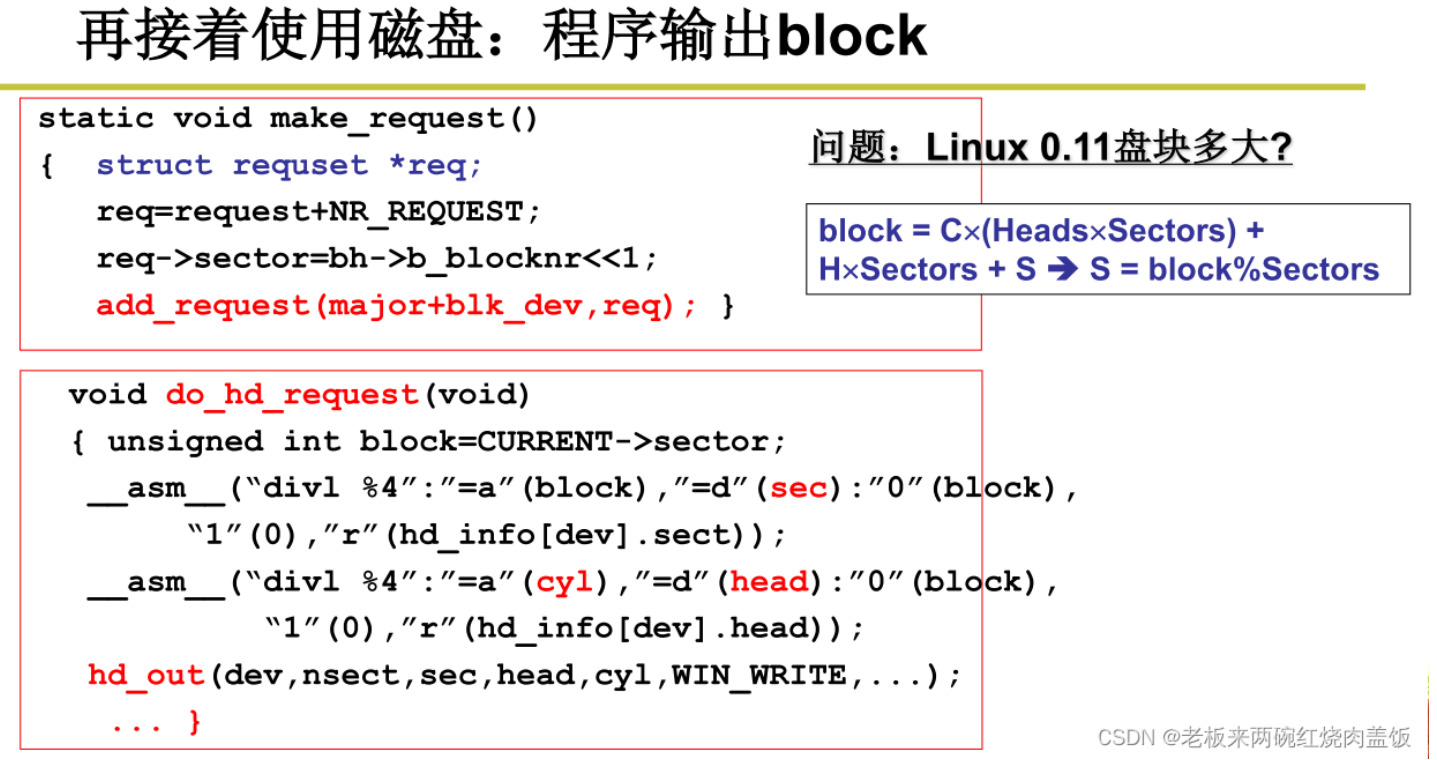 再接着使用磁盘：程序输出block
static void make_request()
{ struct requset *req;
req=request+NR_REQUEST;
req->sector=bh->b_blocknr<<1;
add_request(major+blk_dev,req); }
问题：Linux 0.11盘块多大?
block = C×(Heads×Sectors) +
H×Sectors + S ➔ S = block%Sectors
void do_hd_request(void)
{ unsigned int block=CURRENT->sector;
__asm__(“divl %4”:”=a”(block),”=d”(sec):”0”(block),
“1”(0),”r”(hd_info[dev].sect));
__asm__(“divl %4”:”=a”(cyl),”=d”(head):”0”(block),
“1”(0),”r”(hd_info[dev].head));
hd_out(dev,nsect,sec,head,cyl,WIN_WRITE,...);
... }
CSDN @老板来两碗红烧肉盖饭